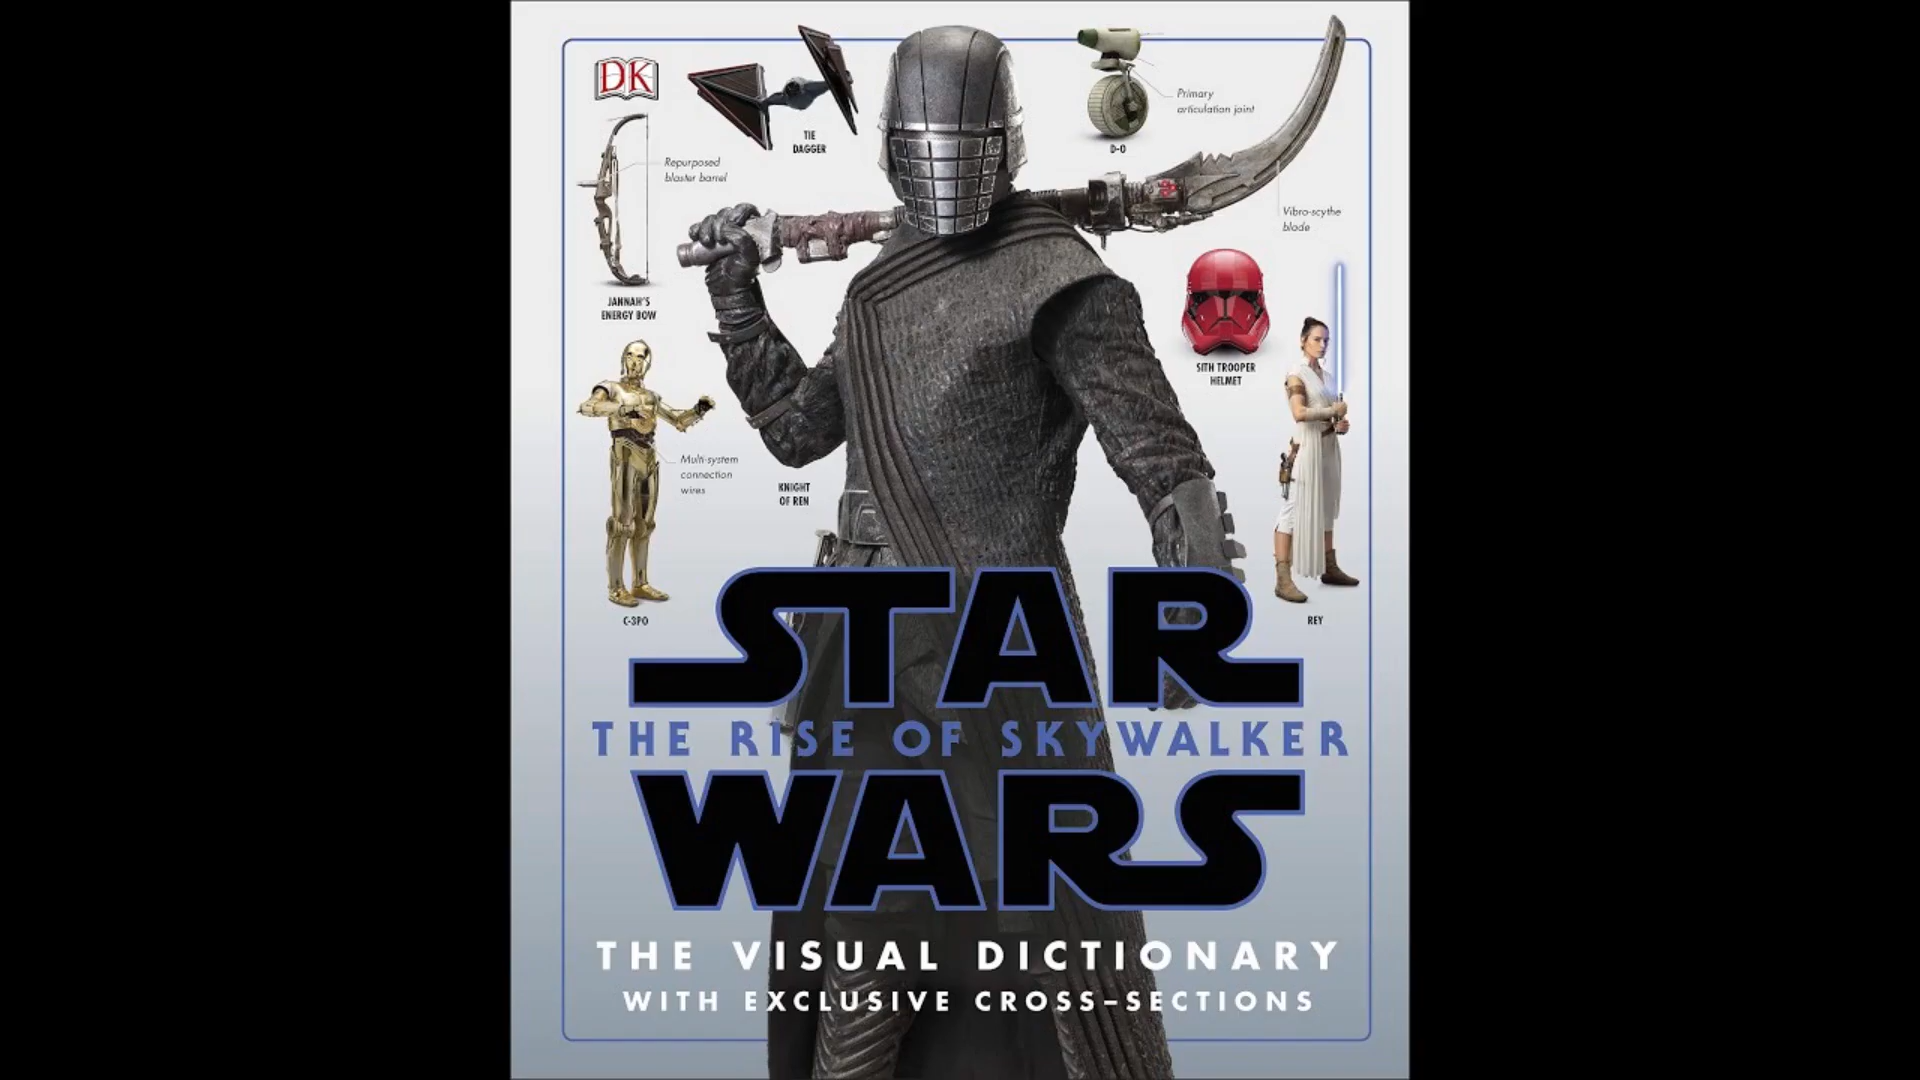 DK
TIE
DAGGER
Primary
articulation joint
D-O
Repurposed
blaster barrel
Vibro-scythe
blade
JANNAH'S
ENERGY BOW
SITH TROOPER
HELMET
Multi-system
connection
wires
KNIGHT
OF REN
C-3PO
REY
STAR
THE RISE OF SKYWALKER
WARS
THE VISUAL DICTIONARY
WITH EXCLUSIVE CROSS-SECTIONS